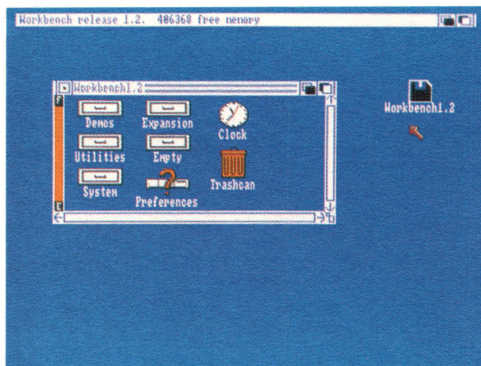 Workbench release 1.2. 406368 free memory
Workbench1.2
F
Demos Expansion Clock
Utilities Empty Trashcan
System Preferences
E
Workbench1.2